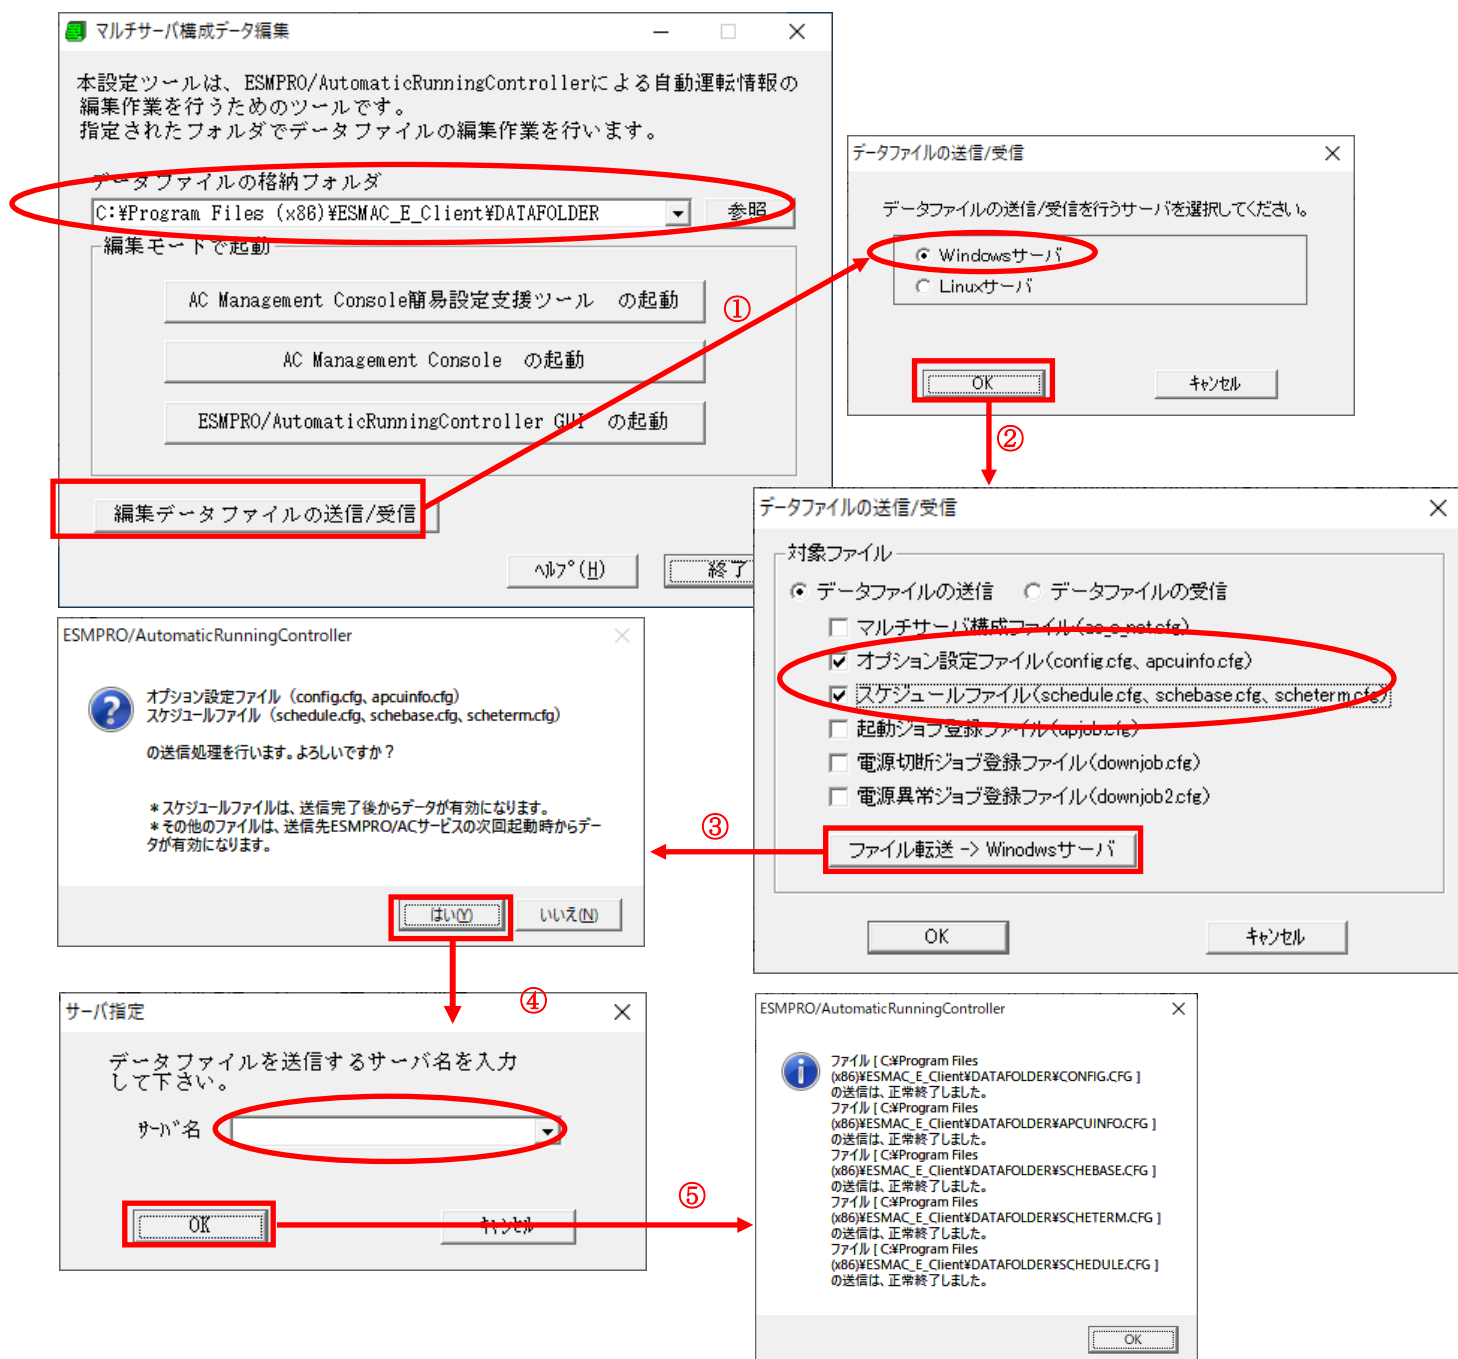 マルチサーバ構成データ編集
本設定ツールは、ESMPRO/AutomaticRunningControllerによる自動運転情報の
編集作業を行うためのツールです。
指定されたフォルダでデータファイルの編集作業を行います。
データファイルの格納フォルダ
C:¥Program Files (x86)¥ESMAC_E_Client¥DATAFOLDER
参照
編集モードで起動
AC Management Console簡易設定支援ツール の起動
AC Management Console の起動
ESMPRO/AutomaticRunningController GUI の起動
編集データファイルの送信/受信
ﾍﾙﾌﾟ(H)
終了
①
データファイルの送信/受信
データファイルの送信/受信を行うサーバを選択してください。
Windowsサーバ
Linuxサーバ
OK
ｷｬﾝｾﾙ
②
データファイルの送信/受信
対象ファイル
データファイルの送信 データファイルの受信
マルチサーバ構成ファイル(ac_e_net.cfg)
オプション設定ファイル(config.cfg、apcuinfo.cfg)
スケジュールファイル(schedule.cfg、schebase.cfg、scheterm.cfg)
起動ジョブ登録ファイル(upjob.cfg)
電源切断ジョブ登録ファイル(downjob.cfg)
電源異常ジョブ登録ファイル(downjob2.cfg)
ファイル転送 -> Winodwsサーバ
OK
ｷｬﾝｾﾙ
③
ESMPRO/AutomaticRunningController
オプション設定ファイル (config.cfg, apcuinfo.cfg)
スケジュールファイル (schedule.cfg, schebase.cfg, scheterm.cfg)
の送信処理を行います。よろしいですか？
＊スケジュールファイルは、送信完了後からデータが有効になります。
＊その他のファイルは、送信先ESMPRO/ACサービスの次回起動時からデー
タが有効になります。
はい(Y)
いいえ(N)
④
サーバ指定
データファイルを送信するサーバ名を入力
して下さい。
ｻｰﾊﾞ名
OK
ｷｬﾝｾﾙ
⑤
ESMPRO/AutomaticRunningController
ファイル [ C:¥Program Files
(x86)¥ESMAC_E_Client¥DATAFOLDER¥CONFIG.CFG ]
の送信は、正常終了しました。
ファイル [ C:¥Program Files
(x86)¥ESMAC_E_Client¥DATAFOLDER¥APCUINFO.CFG ]
の送信は、正常終了しました。
ファイル [ C:¥Program Files
(x86)¥ESMAC_E_Client¥DATAFOLDER¥SCHEBASE.CFG ]
の送信は、正常終了しました。
ファイル [ C:¥Program Files
(x86)¥ESMAC_E_Client¥DATAFOLDER¥SCHETERM.CFG ]
の送信は、正常終了しました。
ファイル [ C:¥Program Files
(x86)¥ESMAC_E_Client¥DATAFOLDER¥SCHEDULE.CFG ]
の送信は、正常終了しました。
OK